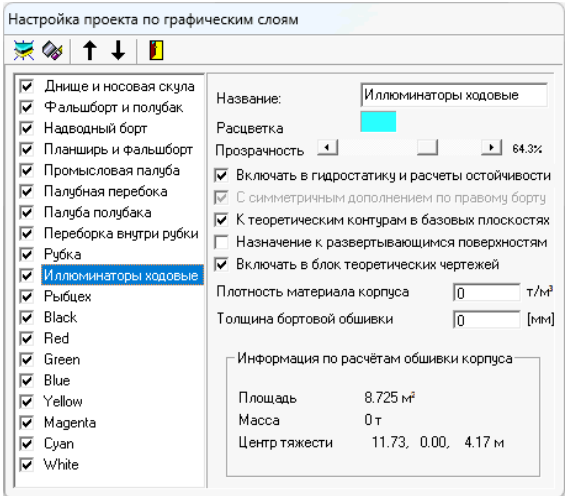 Настройка проекта по графическим слоям
Днище и носовая скула
Фальшборт и полубак
Надводный борт
Планширь и фальшборт
Промысловая палуба
Палубная перебока
Палуба полубака
Переборка внутри рубки
Рубка
Иллюминаторы ходовые
Рыбцех
Black
Red
Green
Blue
Yellow
Magenta
Cyan
White
Название: Иллюминаторы ходовые
Расцветка
Прозрачность 64.3%
Включать в гидростатику и расчеты остойчивости
С симметричным дополнением по правому борту
К теоретическим контурам в базовых плоскостях
Назначение к развертывающимся поверхностям
Включать в блок теоретических чертежей
Плотность материала корпуса 0 т/м³
Толщина бортовой обшивки 0 [мм]
Информация по расчётам обшивки корпуса
Площадь 8.725 м²
Масса 0 т
Центр тяжести 11.73, 0.00, 4.17 м